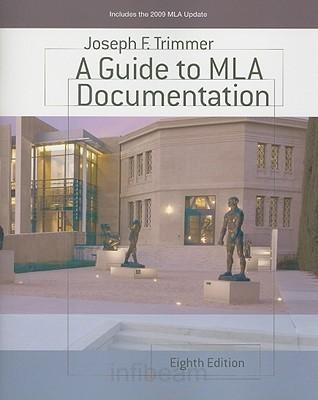 Includes the 2009 MLA Update
Joseph F. Trimmer
A Guide to MLA
Documentation
Eighth Edition
infibeam